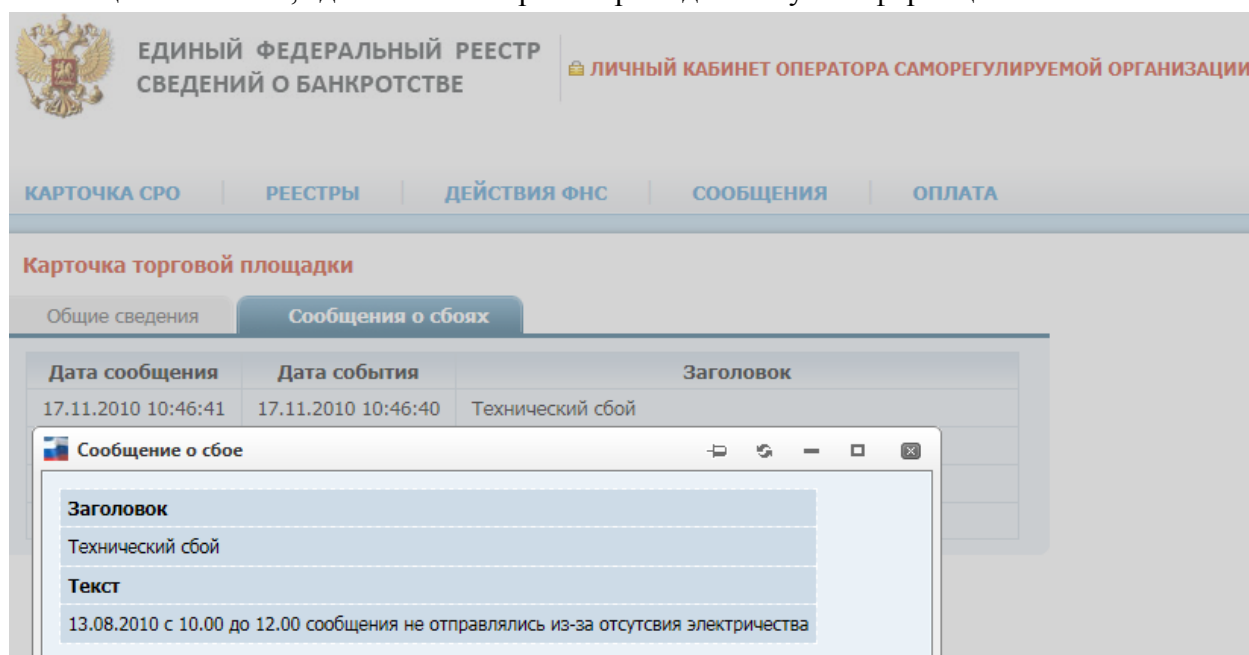 ЕДИНЫЙ ФЕДЕРАЛЬНЫЙ РЕЕСТР
СВЕДЕНИЙ О БАНКРОТСТВЕ
ЛИЧНЫЙ КАБИНЕТ ОПЕРАТОРА САМОРЕГУЛИРУЕМОЙ ОРГАНИЗАЦИИ
КАРТОЧКА СРО РЕЕСТРЫ ДЕЙСТВИЯ ФНС СООБЩЕНИЯ ОПЛАТА
Карточка торговой площадки
Общие сведения Сообщения о сбоях
Дата сообщения Дата события Заголовок
17.11.2010 10:46:41 17.11.2010 10:46:40 Технический сбой
Сообщение о сбое
Заголовок
Технический сбой
Текст
13.08.2010 с 10.00 до 12.00 сообщения не отправлялись из-за отсутсвия электричества